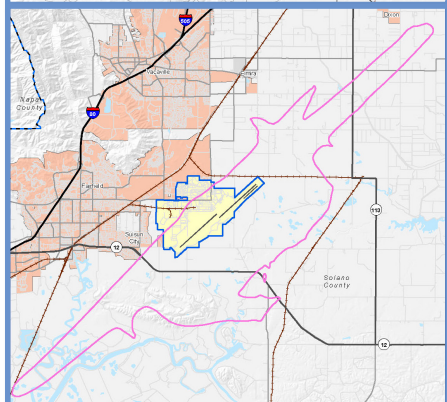 Dixon
505
Vacaville
Elmira
Napa
County
80
Fairfield
113
Suisun
City
12
Solano
County
12